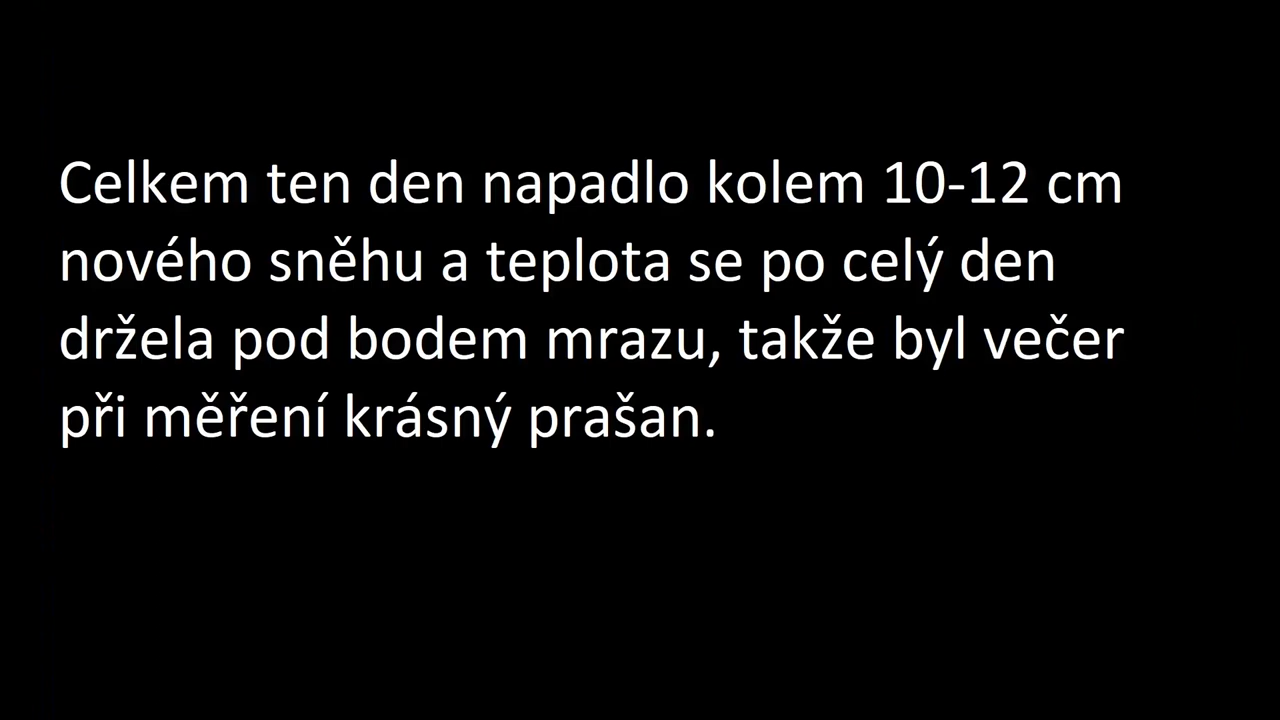 Celkem ten den napadlo kolem 10-12 cm
nového sněhu a teplota se po celý den
držela pod bodem mrazu, takže byl večer
při měření krásný prašan.